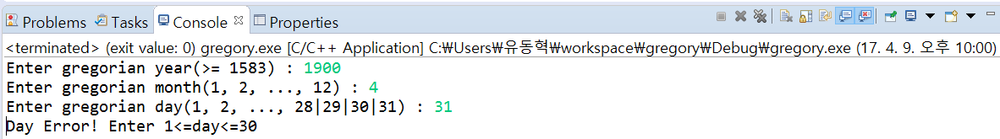 Problems Tasks Console Properties
<terminated> (exit value: 0) gregory.exe [C/C++ Application] C:₩Users₩유동혁₩workspace₩gregory₩Debug₩gregory.exe (17. 4. 9. 오후 10:00)
Enter gregorian year(>= 1583) : 1900
Enter gregorian month(1, 2, ..., 12) : 4
Enter gregorian day(1, 2, ..., 28|29|30|31) : 31
Day Error! Enter 1<=day<=30